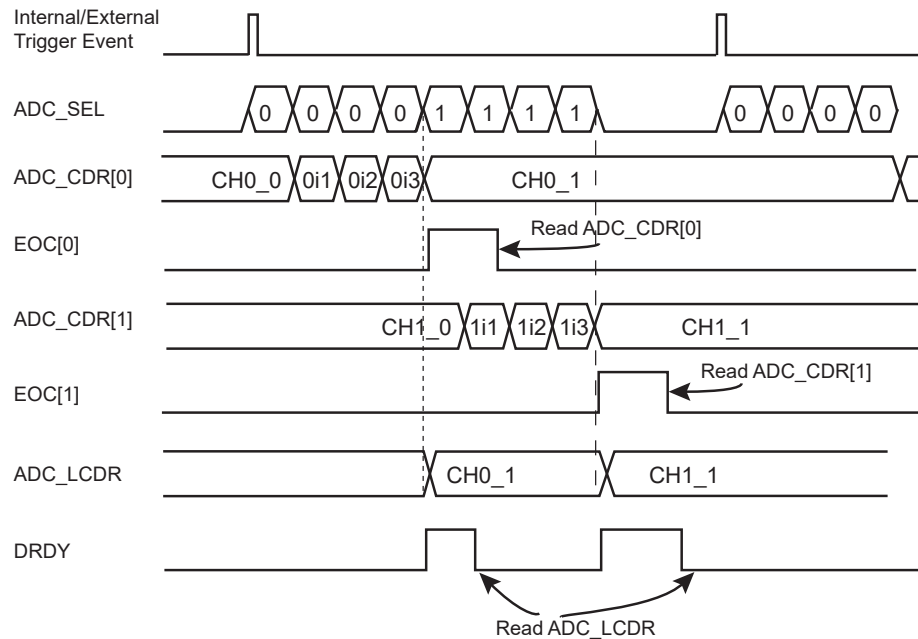 Internal/External
Trigger Event
ADC_SEL 0 0 0 0 1 1 1 1 0 0 0 0
ADC_CDR[0] CH0_0 0i1 0i2 0i3 CH0_1
EOC[0] Read ADC_CDR[0]
ADC_CDR[1] CH1_0 1i1 1i2 1i3 CH1_1
EOC[1] Read ADC_CDR[1]
ADC_LCDR CH0_1 CH1_1
DRDY
Read ADC_LCDR